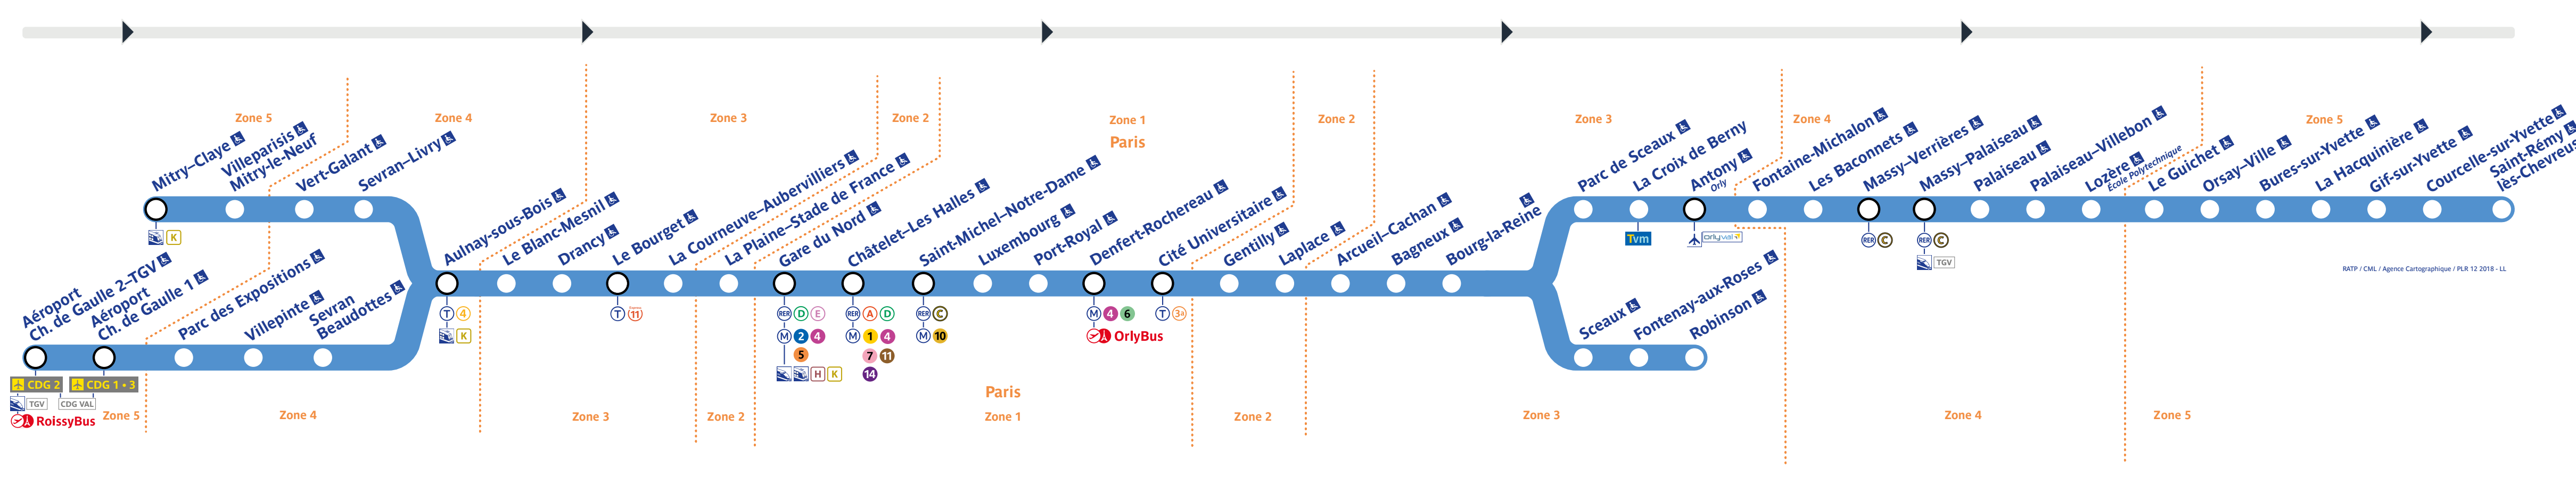 Zone 5
Zone 4
Zone 3
Zone 2
Zone 1
Paris
Zone 2
Zone 3
Zone 4
Zone 5
Mitry–Claye
Villeparisis
Mitry-le-Neuf
Vert-Galant
Sevran–Livry
K
Aéroport
Ch. de Gaulle 2–TGV
Aéroport
Ch. de Gaulle 1
Parc des Expositions
Villepinte
Sevran
Beaudottes
CDG 2
CDG 1 • 3
TGV
CDG VAL
RoissyBus
Aulnay-sous-Bois
T 4
K
Le Blanc-Mesnil
Drancy
Le Bourget
T 11
La Courneuve–Aubervilliers
La Plaine–Stade de France
Gare du Nord
RER D E
M 2 4
5
H K
Châtelet–Les Halles
RER A D
M 1 4
7 11
14
Saint-Michel–Notre-Dame
RER C
M 10
Luxembourg
Port-Royal
Denfert-Rochereau
M 4 6
OrlyBus
Cité Universitaire
T 3a
Gentilly
Laplace
Arcueil–Cachan
Bagneux
Bourg-la-Reine
Parc de Sceaux
La Croix de Berny
Tvm
Antony
Orly
orlyval
Fontaine-Michalon
Les Baconnets
Massy–Verrières
RER C
Massy–Palaiseau
RER C
TGV
Palaiseau
Palaiseau–Villebon
Lozère
École Polytechnique
Le Guichet
Orsay-Ville
Bures-sur-Yvette
La Hacquinière
Gif-sur-Yvette
Courcelle-sur-Yvette
Saint-Rémy
lès-Chevreus
Sceaux
Fontenay-aux-Roses
Robinson
RATP / CML / Agence Cartographique / PLR 12 2018 - LL
Zone 5
Zone 4
Zone 3
Zone 2
Paris
Zone 1
Zone 2
Zone 3
Zone 4
Zone 5